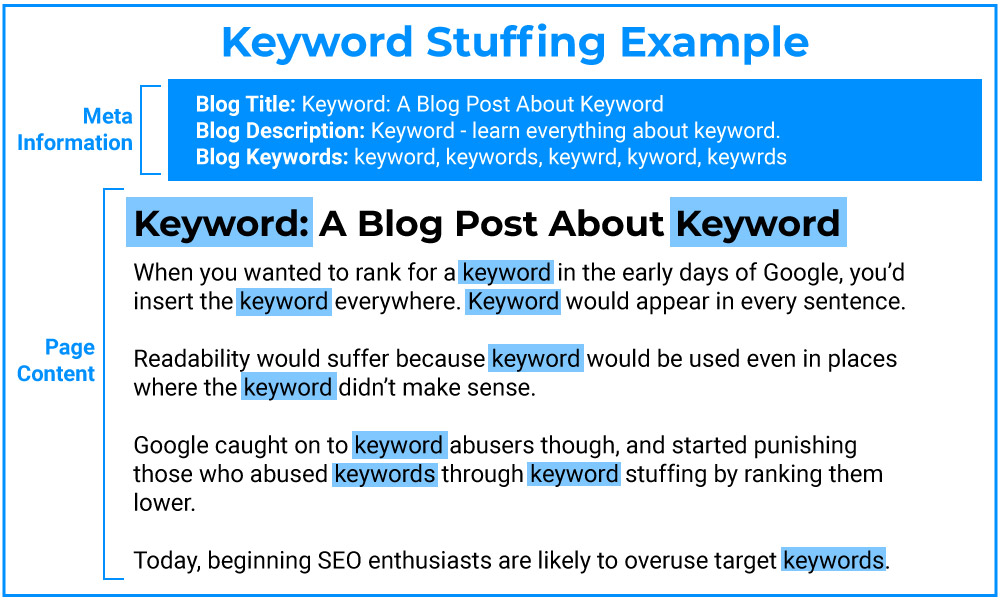 Keyword Stuffing Example
Meta
Information
Blog Title: Keyword: A Blog Post About Keyword
Blog Description: Keyword - learn everything about keyword.
Blog Keywords: keyword, keywords, keywrd, kyword, keywrds
Page
Content
Keyword: A Blog Post About Keyword
When you wanted to rank for a keyword in the early days of Google, you’d
insert the keyword everywhere. Keyword would appear in every sentence.
Readability would suffer because keyword would be used even in places
where the keyword didn’t make sense.
Google caught on to keyword abusers though, and started punishing
those who abused keywords through keyword stuffing by ranking them
lower.
Today, beginning SEO enthusiasts are likely to overuse target keywords.